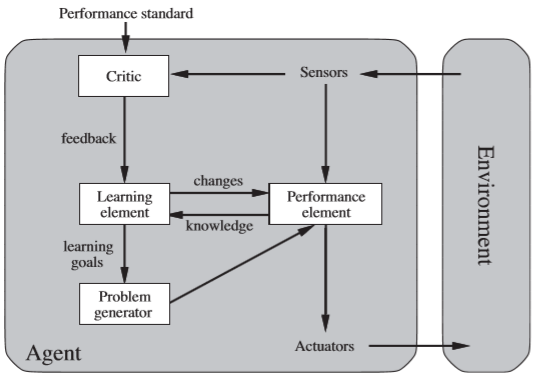 Performance standard
Critic
Sensors
feedback
changes
Learning
element
Performance
element
knowledge
learning
goals
Problem
generator
Actuators
Agent
Environment